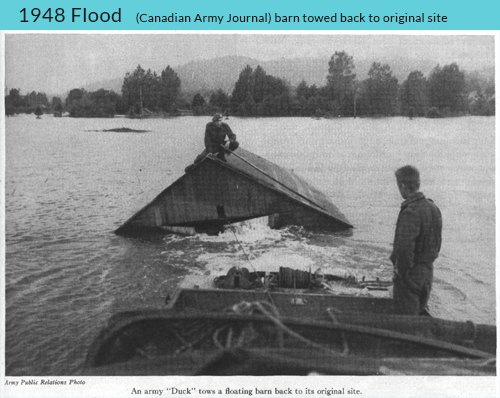 1948 Flood (Canadian Army Journal) barn towed back to original site
Army Public Relations Photo
An army "Duck" tows a floating barn back to its original site.